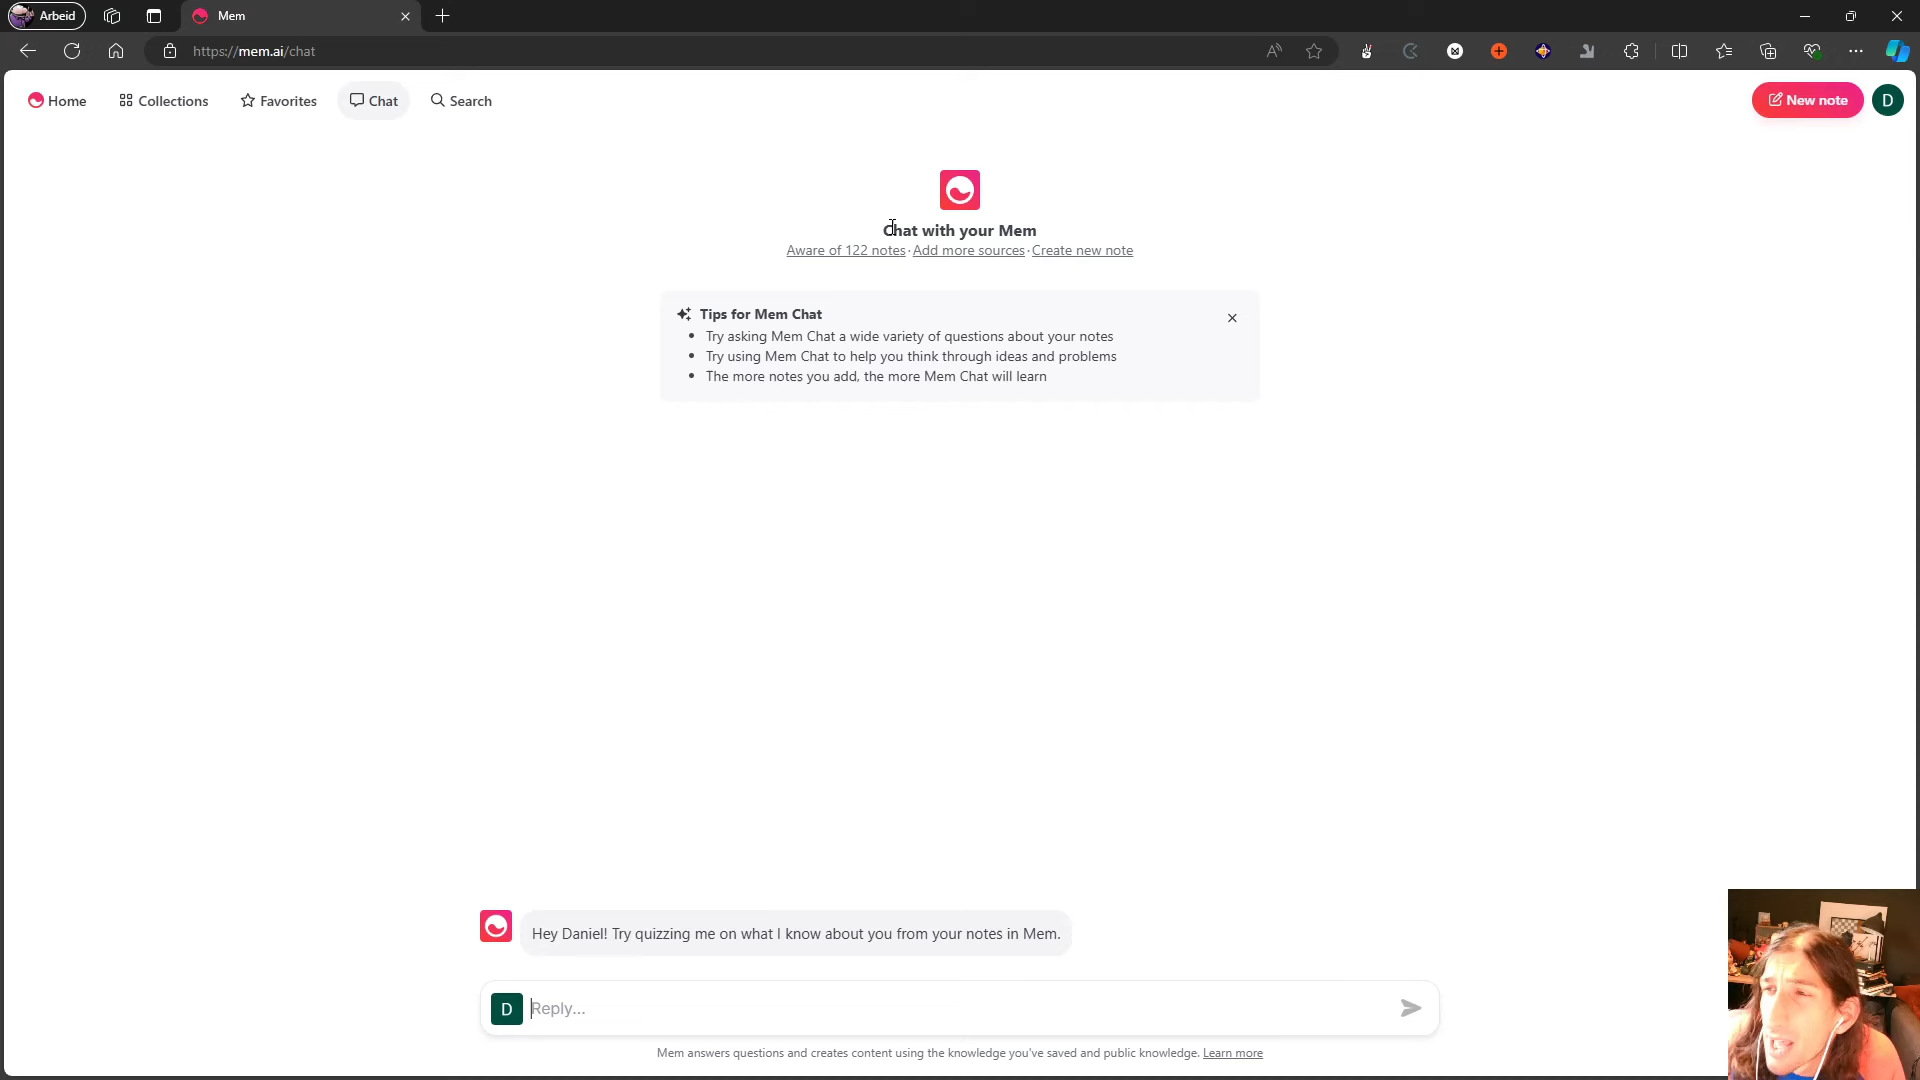 Arbeid
Mem
https://mem.ai/chat
Home
Collections
Favorites
Chat
Search
New note
D
Chat with your Mem
Aware of 122 notes · Add more sources · Create new note
Tips for Mem Chat
• Try asking Mem Chat a wide variety of questions about your notes
• Try using Mem Chat to help you think through ideas and problems
• The more notes you add, the more Mem Chat will learn
Hey Daniel! Try quizzing me on what I know about you from your notes in Mem.
D
Reply...
Mem answers questions and creates content using the knowledge you've saved and public knowledge. Learn more